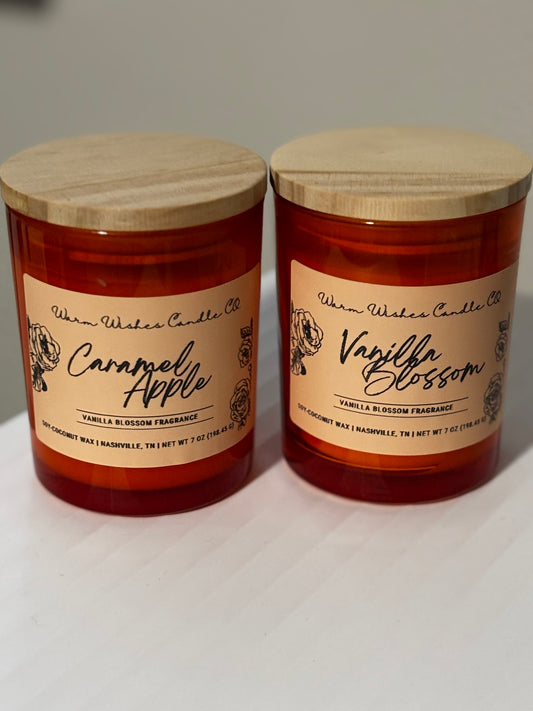 Warm Wishes Candle Co.
Caramel
Apple
VANILLA BLOSSOM FRAGRANCE
SOY-COCONUT WAX | NASHVILLE, TN | NET WT 7 OZ (198.45 G)
Warm Wishes Candle Co.
Vanilla
Blossom
VANILLA BLOSSOM FRAGRANCE
SOY-COCONUT WAX | NASHVILLE, TN | NET WT 7 OZ (198.45 G)